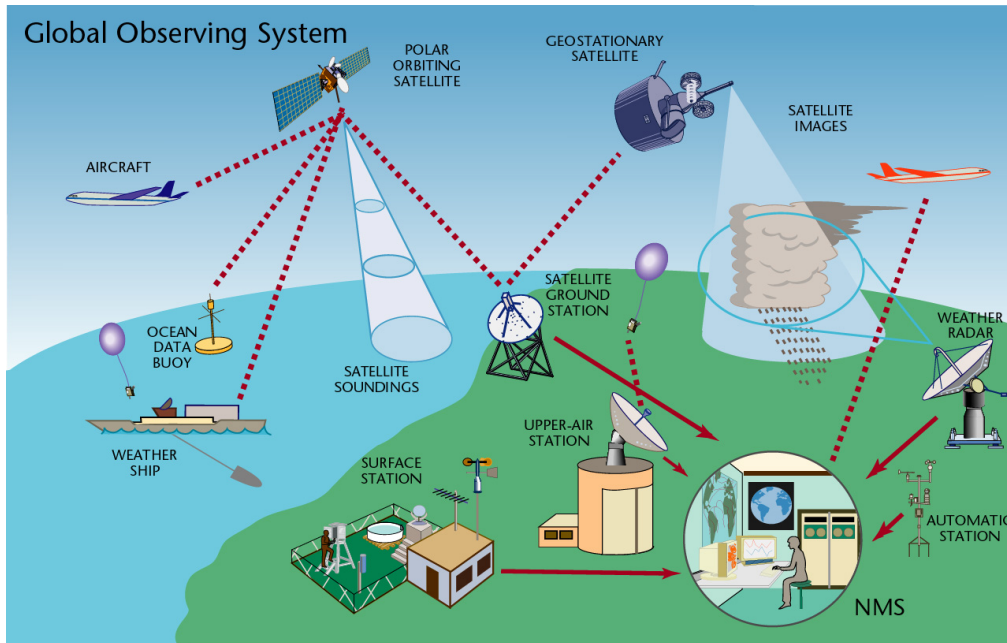 Global Observing System
POLAR
ORBITING
SATELLITE
GEOSTATIONARY
SATELLITE
SATELLITE
IMAGES
AIRCRAFT
SATELLITE
GROUND
STATION
OCEAN
DATA
BUOY
WEATHER
RADAR
SATELLITE
SOUNDINGS
UPPER-AIR
STATION
WEATHER
SHIP
SURFACE
STATION
AUTOMATIC
STATION
NMS